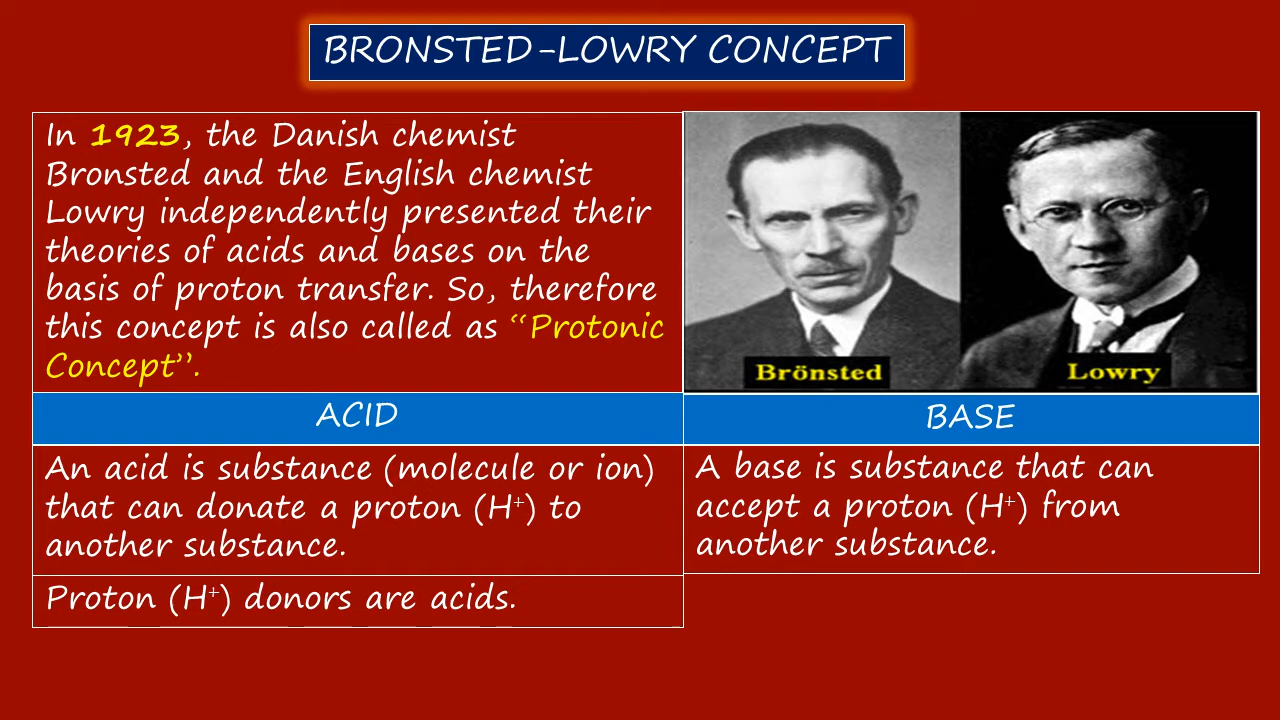 BRONSTED-LOWRY CONCEPT
In 1923, the Danish chemist
Bronsted and the English chemist
Lowry independently presented their
theories of acids and bases on the
basis of proton transfer. So, therefore
this concept is also called as “Protonic
Concept”.
Brönsted
Lowry
ACID
BASE
An acid is substance (molecule or ion)
that can donate a proton (H⁺) to
another substance.
A base is substance that can
accept a proton (H⁺) from
another substance.
Proton (H⁺) donors are acids.